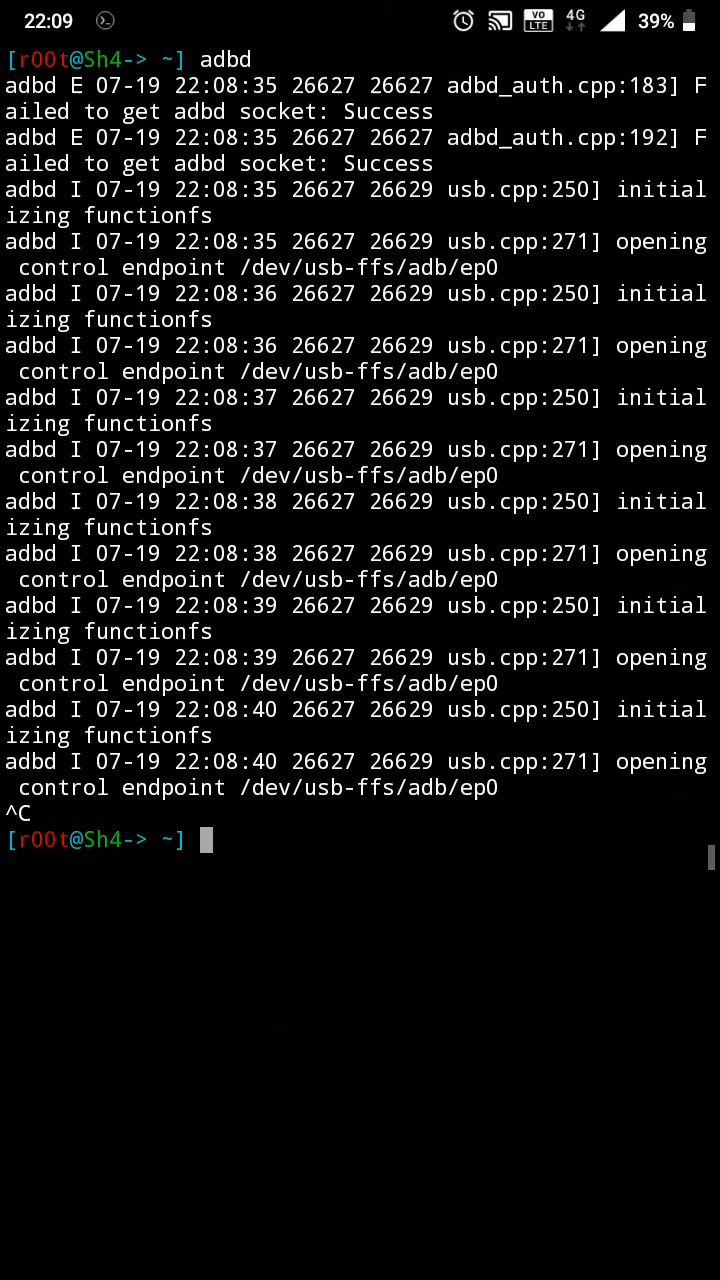 22:09 VO LTE 4G 39%
[r00t@Sh4-> ~] adbd
adbd E 07-19 22:08:35 26627 26627 adbd_auth.cpp:183] F
ailed to get adbd socket: Success
adbd E 07-19 22:08:35 26627 26627 adbd_auth.cpp:192] F
ailed to get adbd socket: Success
adbd I 07-19 22:08:35 26627 26629 usb.cpp:250] initial
izing functionfs
adbd I 07-19 22:08:35 26627 26629 usb.cpp:271] opening
 control endpoint /dev/usb-ffs/adb/ep0
adbd I 07-19 22:08:36 26627 26629 usb.cpp:250] initial
izing functionfs
adbd I 07-19 22:08:36 26627 26629 usb.cpp:271] opening
 control endpoint /dev/usb-ffs/adb/ep0
adbd I 07-19 22:08:37 26627 26629 usb.cpp:250] initial
izing functionfs
adbd I 07-19 22:08:37 26627 26629 usb.cpp:271] opening
 control endpoint /dev/usb-ffs/adb/ep0
adbd I 07-19 22:08:38 26627 26629 usb.cpp:250] initial
izing functionfs
adbd I 07-19 22:08:38 26627 26629 usb.cpp:271] opening
 control endpoint /dev/usb-ffs/adb/ep0
adbd I 07-19 22:08:39 26627 26629 usb.cpp:250] initial
izing functionfs
adbd I 07-19 22:08:39 26627 26629 usb.cpp:271] opening
 control endpoint /dev/usb-ffs/adb/ep0
adbd I 07-19 22:08:40 26627 26629 usb.cpp:250] initial
izing functionfs
adbd I 07-19 22:08:40 26627 26629 usb.cpp:271] opening
 control endpoint /dev/usb-ffs/adb/ep0
^C
[r00t@Sh4-> ~]